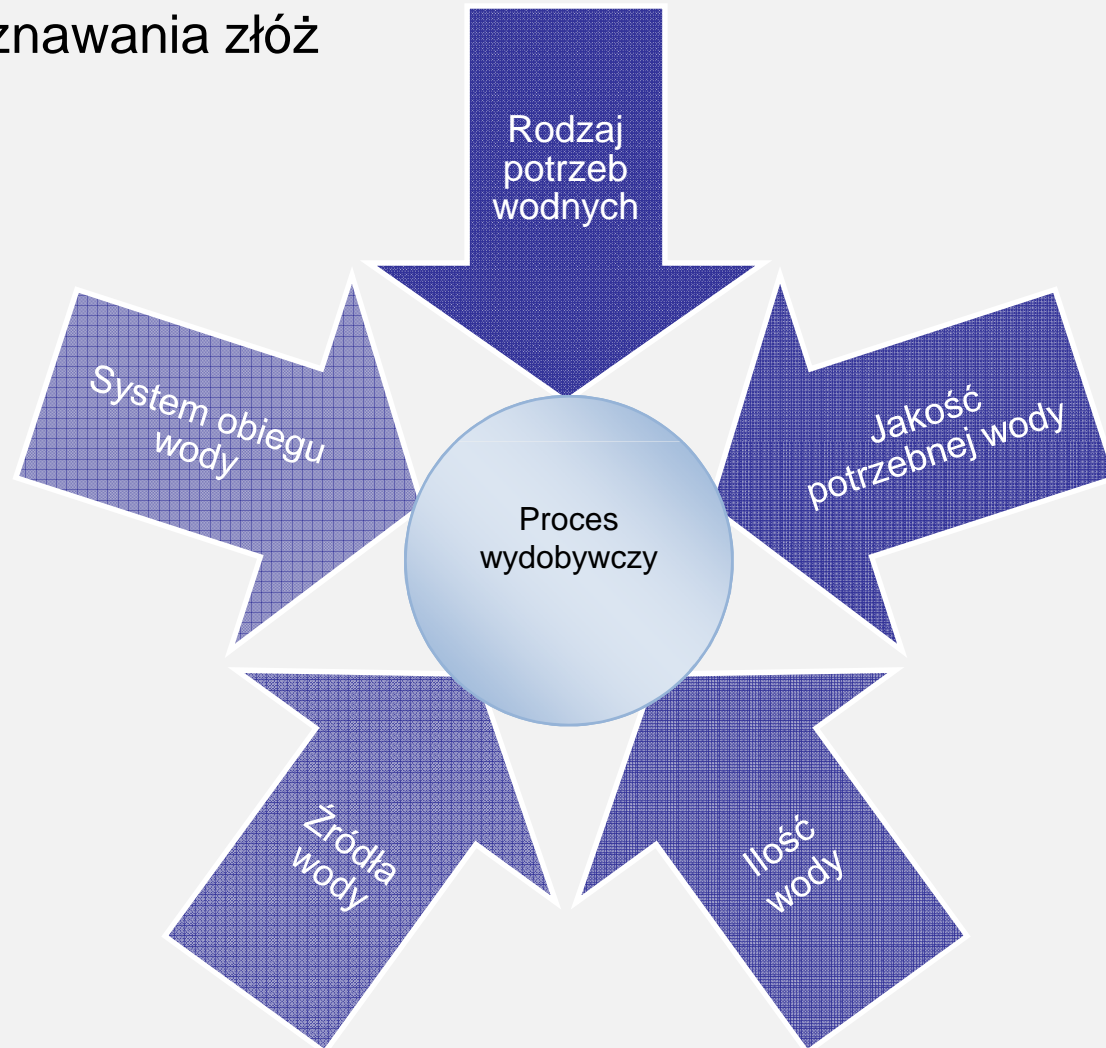 znawania złóż
Rodzaj
potrzeb
wodnych
System obiegu
wody
Jakość
potrzebnej wody
Proces
wydobywczy
Źródła
wody
Ilość
wody